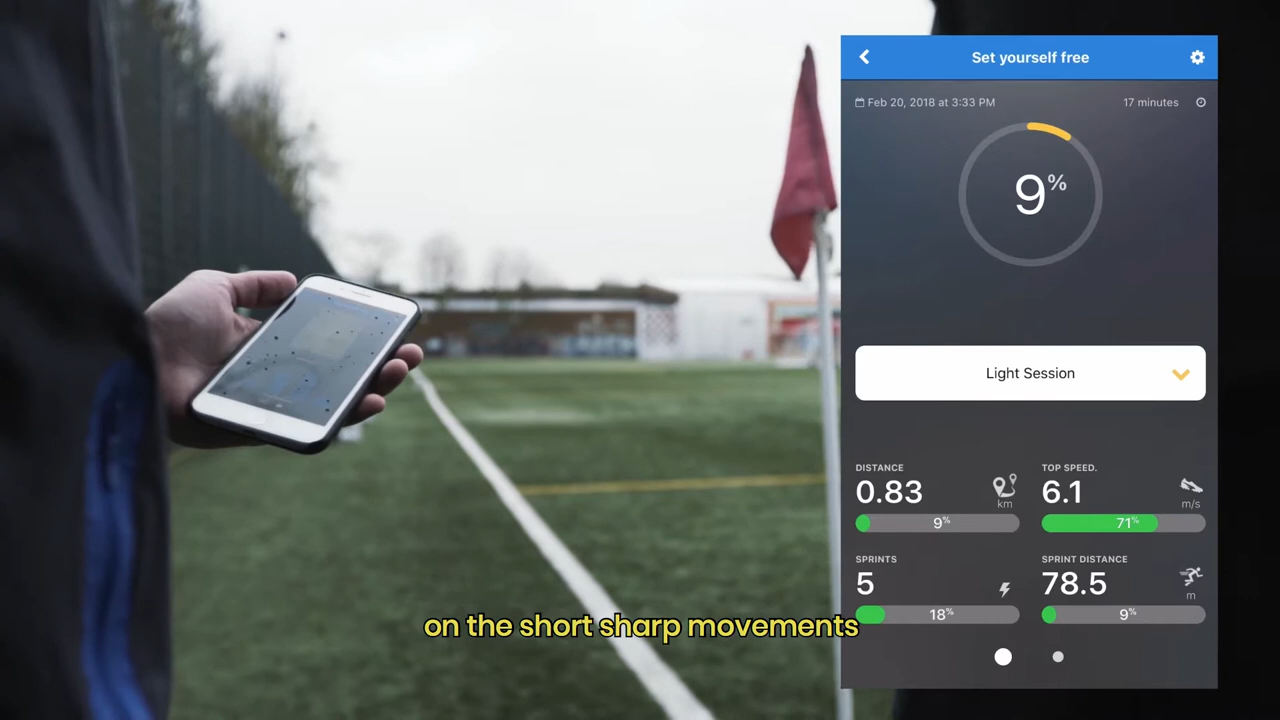 Set yourself free
Feb 20, 2018 at 3:33 PM
17 minutes
9%
Light Session
DISTANCE
0.83
km
9%
TOP SPEED.
6.1
m/s
71%
SPRINTS
5
18%
SPRINT DISTANCE
78.5
m
9%
on the short sharp movements